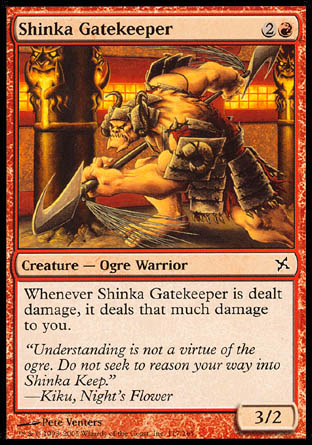 Shinka Gatekeeper 2
Creature — Ogre Warrior
Whenever Shinka Gatekeeper is dealt
damage, it deals that much damage
to you.
“Understanding is not a virtue of the
ogre. Do not seek to reason your way into
Shinka Keep.”
—Kiku, Night’s Flower
Pete Venters
3/2